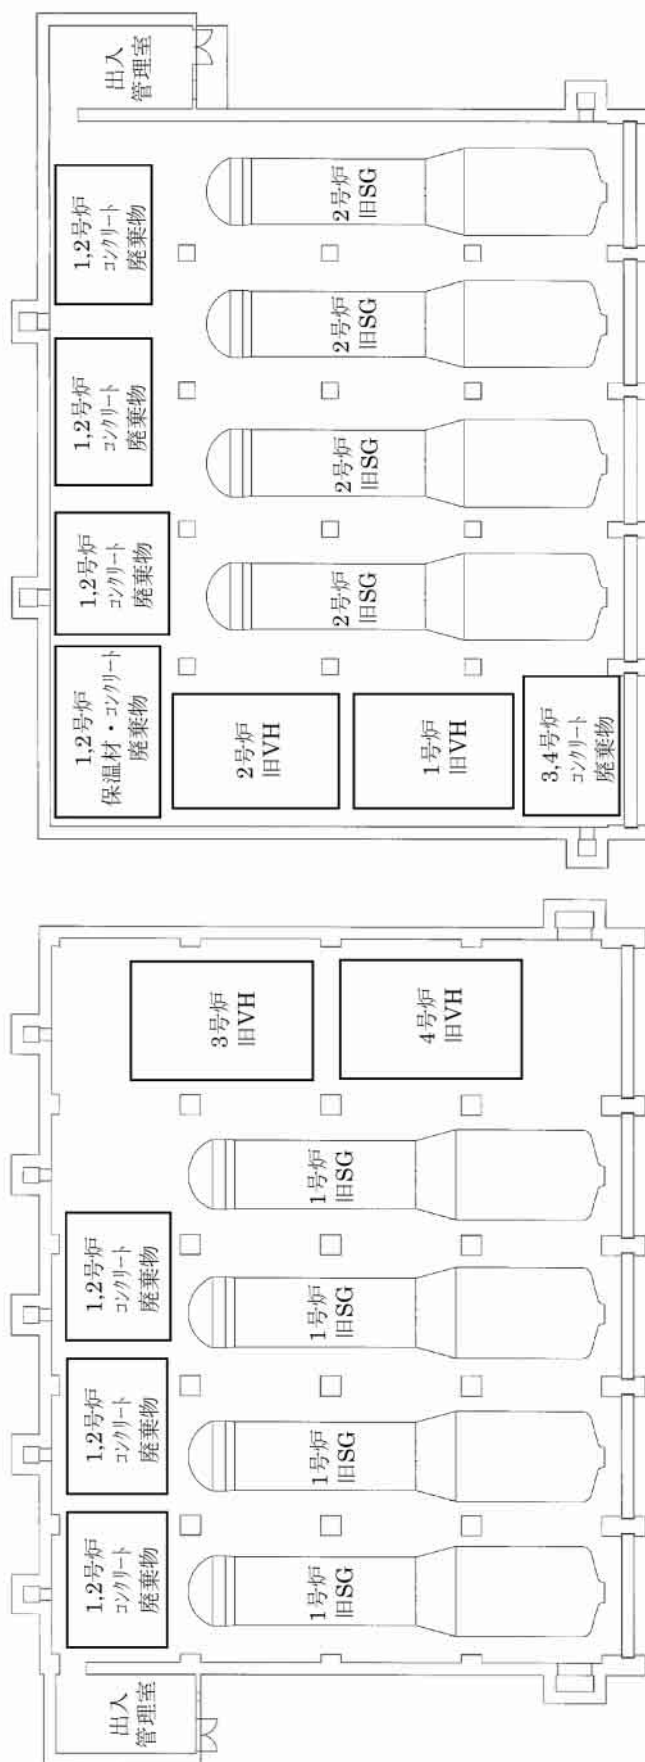 出入
管理室
1,2号炉
コンクリート
廃棄物
1,2号炉
コンクリート
廃棄物
1,2号炉
コンクリート
廃棄物
1,2号炉
保温材・コンクリート
廃棄物
2号炉
旧SG
2号炉
旧SG
2号炉
旧SG
2号炉
旧SG
2号炉
旧VH
1号炉
旧VH
3,4号炉
コンクリート
廃棄物
3号炉
旧VH
4号炉
旧VH
1号炉
旧SG
1号炉
旧SG
1号炉
旧SG
1号炉
旧SG
1,2号炉
コンクリート
廃棄物
1,2号炉
コンクリート
廃棄物
1,2号炉
コンクリート
廃棄物
出入
管理室